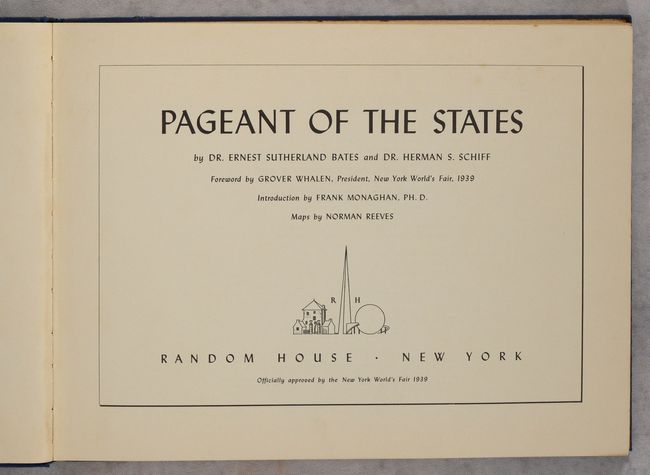 PAGEANT OF THE STATES
by DR. ERNEST SUTHERLAND BATES and DR. HERMAN S. SCHIFF
Foreword by GROVER WHALEN, President, New York World's Fair, 1939
Introduction by FRANK MONAGHAN, PH. D.
Maps by NORMAN REEVES
R H
RANDOM HOUSE · NEW YORK
Officially approved by the New York World's Fair 1939